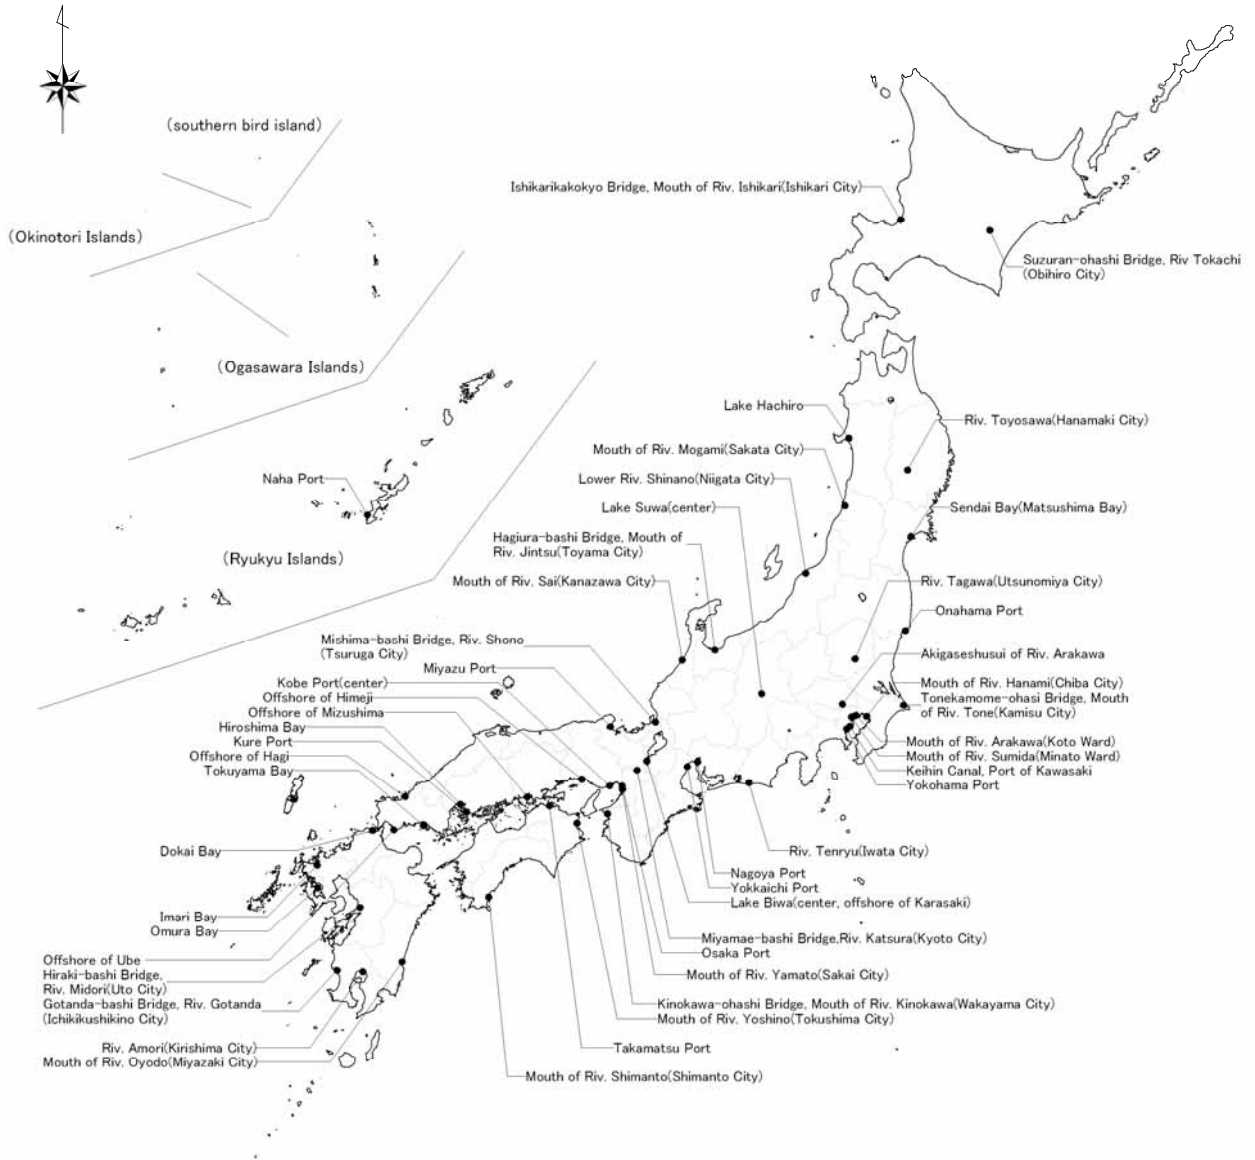 (southern bird island)
Ishikarikakokyo Bridge, Mouth of Riv. Ishikari(Ishikari City)
(Okinotori Islands)
Suzuran-ohashi Bridge, Riv Tokachi
(Obihiro City)
(Ogasawara Islands)
Lake Hachiro
Riv. Toyosawa(Hanamaki City)
Mouth of Riv. Mogami(Sakata City)
Naha Port
Lower Riv. Shinano(Niigata City)
Lake Suwa(center)
Sendai Bay(Matsushima Bay)
Hagiura-bashi Bridge, Mouth of
Riv. Jintsu(Toyama City)
(Ryukyu Islands)
Mouth of Riv. Sai(Kanazawa City)
Riv. Tagawa(Utsunomiya City)
Onahama Port
Mishima-bashi Bridge, Riv. Shono
(Tsuruga City)
Akigaseshusui of Riv. Arakawa
Miyazu Port
Kobe Port(center)
Mouth of Riv. Hanami(Chiba City)
Offshore of Himeji
Tonekamome-ohasi Bridge, Mouth
of Riv. Tone(Kamisu City)
Offshore of Mizushima
Hiroshima Bay
Kure Port
Mouth of Riv. Arakawa(Koto Ward)
Offshore of Hagi
Mouth of Riv. Sumida(Minato Ward)
Tokuyama Bay
Keihin Canal, Port of Kawasaki
Yokohama Port
Dokai Bay
Riv. Tenryu(Iwata City)
Nagoya Port
Yokkaichi Port
Lake Biwa(center, offshore of Karasaki)
Imari Bay
Omura Bay
Miyamae-bashi Bridge,Riv. Katsura(Kyoto City)
Osaka Port
Offshore of Ube
Hiraki-bashi Bridge,
Riv. Midori(Uto City)
Mouth of Riv. Yamato(Sakai City)
Gotanda-bashi Bridge, Riv. Gotanda
(Ichikikushikino City)
Kinokawa-ohashi Bridge, Mouth of Riv. Kinokawa(Wakayama City)
Mouth of Riv. Yoshino(Tokushima City)
Riv. Amori(Kirishima City)
Takamatsu Port
Mouth of Riv. Oyodo(Miyazaki City)
Mouth of Riv. Shimanto(Shimanto City)